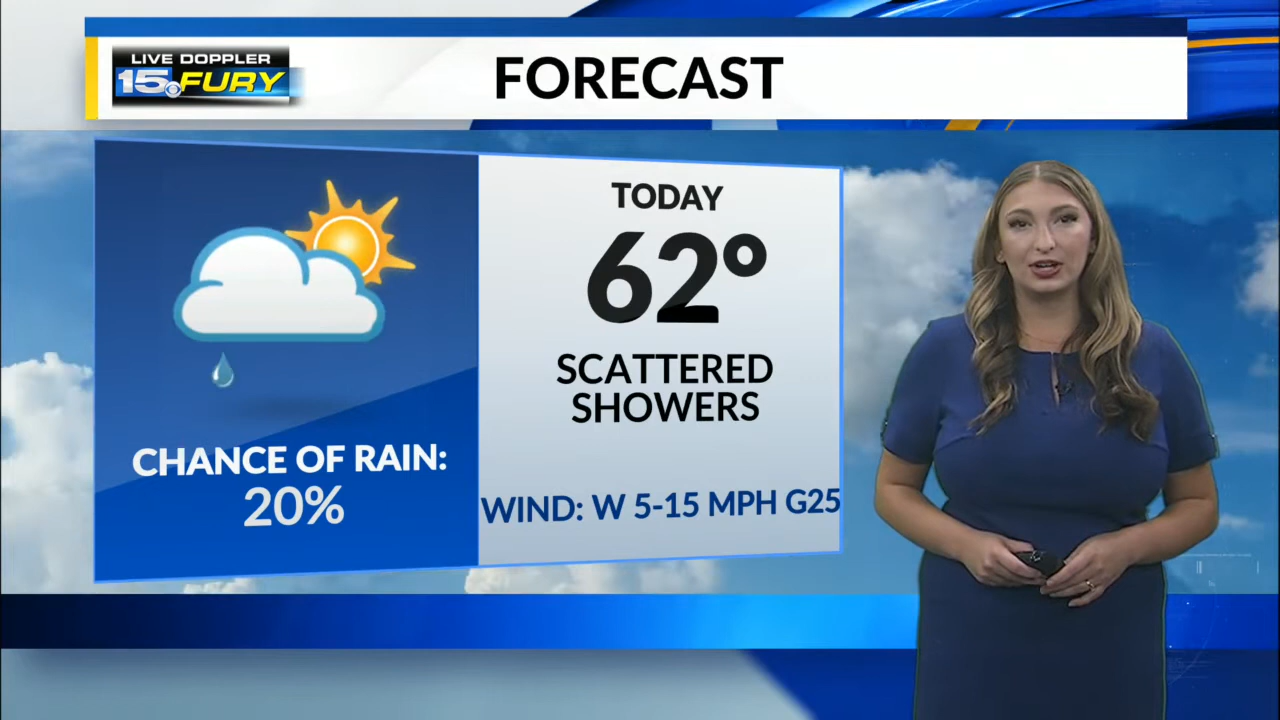 LIVE DOPPLER
15 FURY
FORECAST
TODAY
62°
SCATTERED
SHOWERS
WIND: W 5-15 MPH G25
CHANCE OF RAIN:
20%